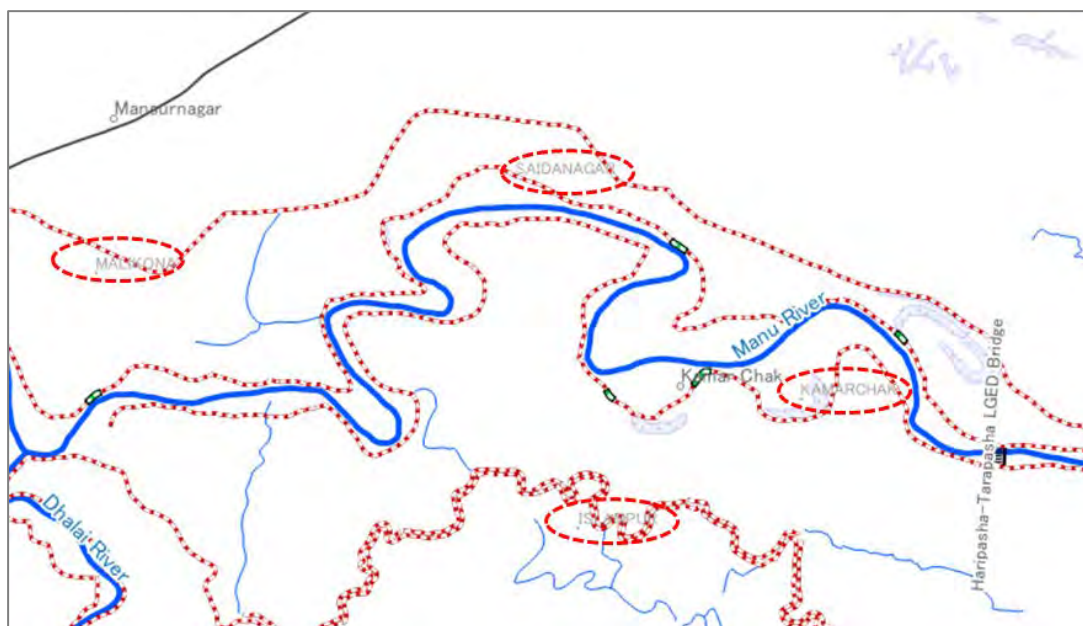 Mansurnagar
SAIDANAGAR
MALIKONA
Manu River
Kamar Chak
KAMARCHAK
Haripasha-Tarapasha LGED Bridge
ISLAMPUR
Dhalai River